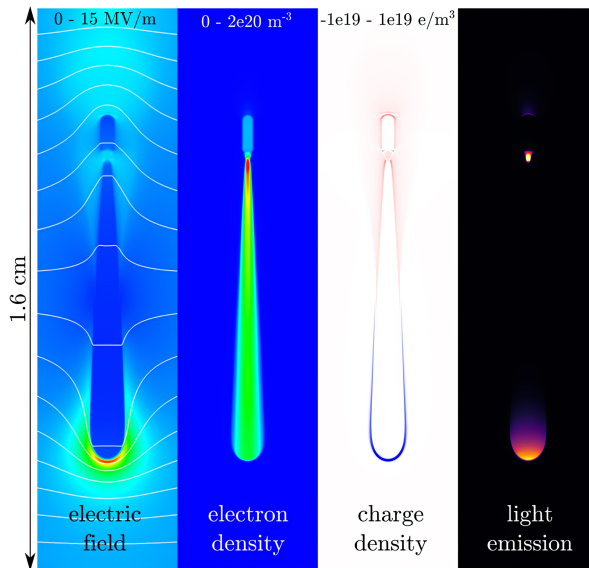 0 - 15 MV/m
0 - 2e20 m⁻³
-1e19 - 1e19 e/m³
1.6 cm
electric
field
electron
density
charge
density
light
emission